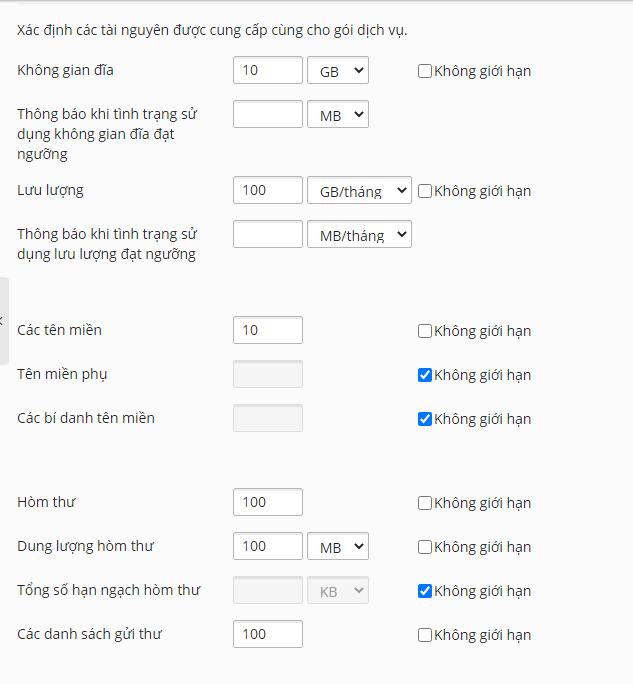 Xác định các tài nguyên được cung cấp cùng cho gói dịch vụ.
Không gian đĩa 10 GB Không giới hạn
Thông báo khi tình trạng sử MB
dụng không gian đĩa đạt
ngưỡng
Lưu lượng 100 GB/tháng Không giới hạn
Thông báo khi tình trạng sử MB/tháng
dụng lưu lượng đạt ngưỡng
Các tên miền 10 Không giới hạn
Tên miền phụ Không giới hạn
Các bí danh tên miền Không giới hạn
Hòm thư 100 Không giới hạn
Dung lượng hòm thư 100 MB Không giới hạn
Tổng số hạn ngạch hòm thư KB Không giới hạn
Các danh sách gửi thư 100 Không giới hạn